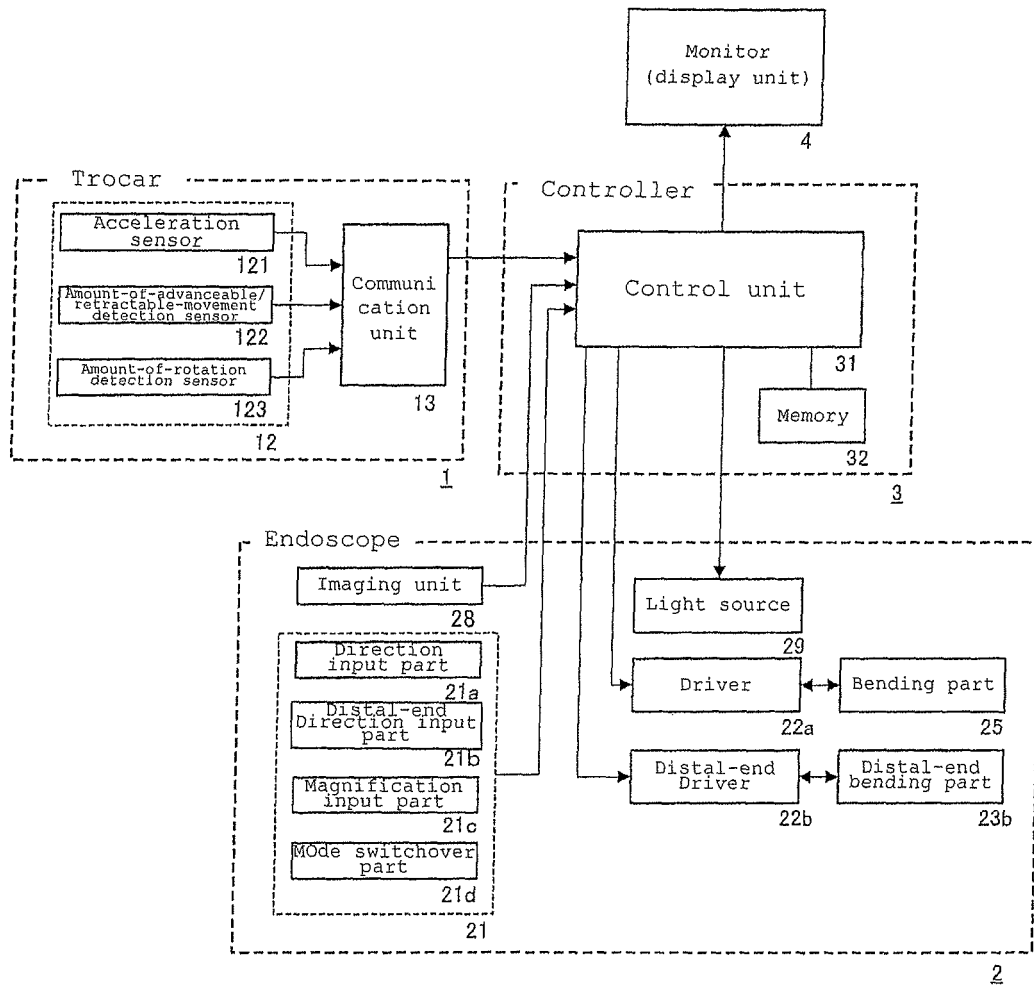 Monitor
(display unit)
4
Trocar
Acceleration
sensor
121
Amount-of-advanceable/
retractable-movement
detection sensor
122
Amount-of-rotation
detection sensor
123
12
Communi
cation
unit
13
1
Controller
Control unit
31
Memory
32
3
Endoscope
Imaging unit
28
Direction
input part
21a
Distal-end
Direction input
part
21b
Magnification
input part
21c
MOde switchover
part
21d
21
Light source
29
Driver
22a
Bending part
25
Distal-end
Driver
22b
Distal-end
bending part
23b
2